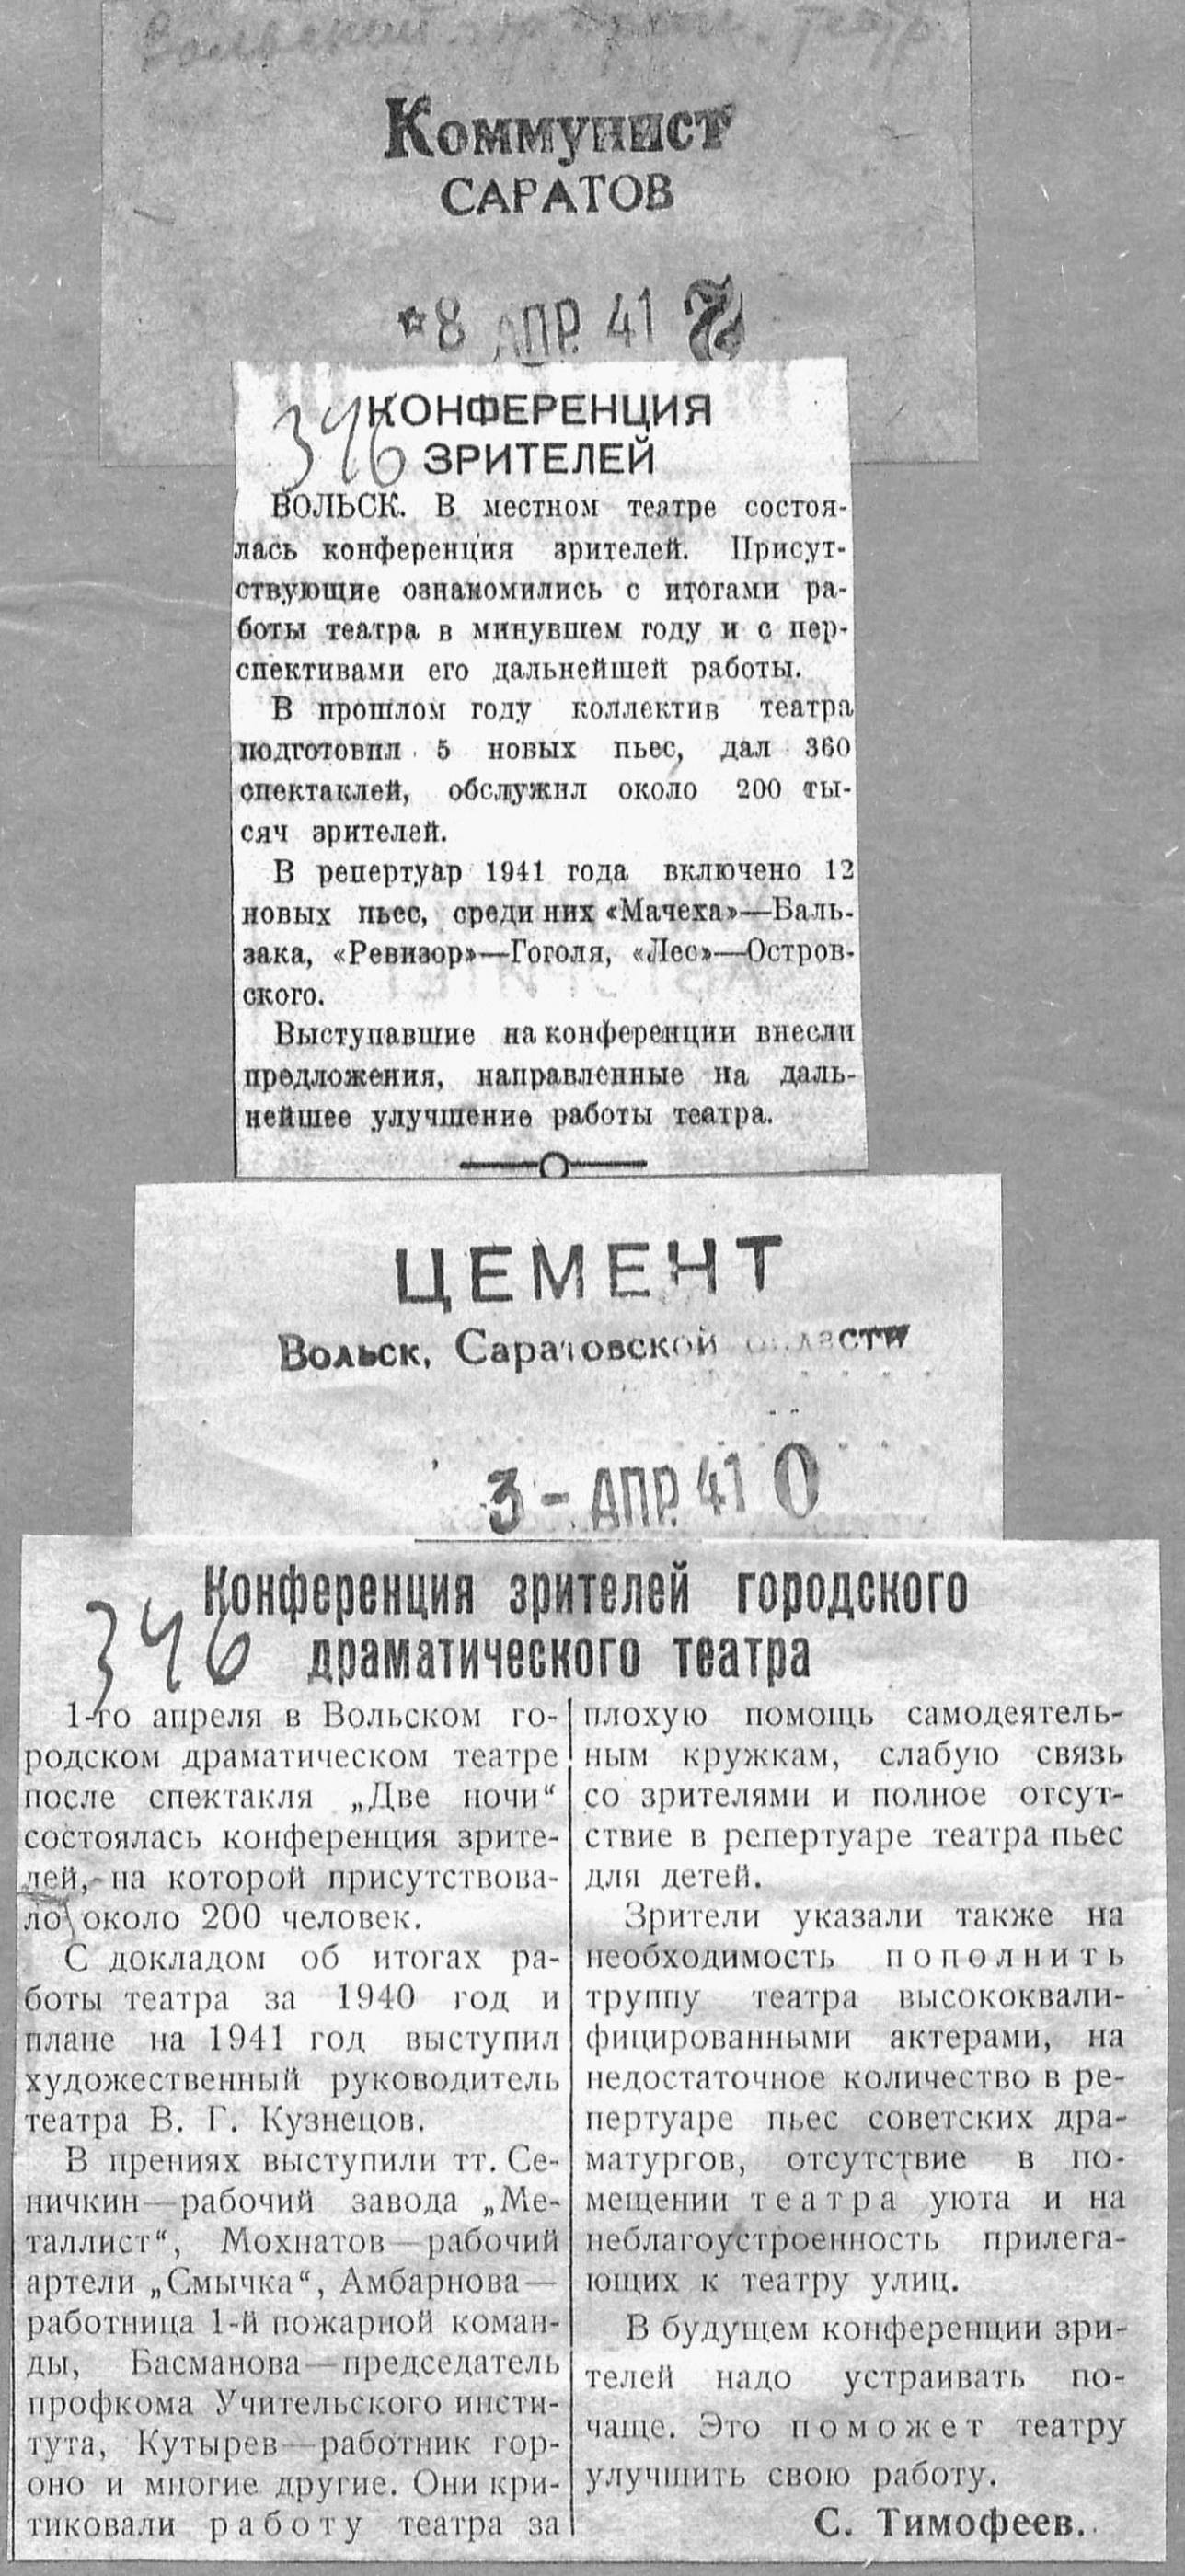 Вольский гор. драм. театр.
Коммунист
САРАТОВ
*8 АПР. 41
346
КОНФЕРЕНЦИЯ
ЗРИТЕЛЕЙ
ВОЛЬСК. В местном театре состоя-
лась конференция зрителей. Присут-
ствующие ознакомились с итогами ра-
боты театра в минувшем году и с пер-
спективами его дальнейшей работы.
В прошлом году коллектив театра
подготовил 5 новых пьес, дал 360
спектаклей, обслужил около 200 ты-
сяч зрителей.
В репертуар 1941 года включено 12
новых пьес, среди них «Мачеха»—Баль-
зака, «Ревизор»—Гоголя, «Лес»—Остров-
ского.
Выступавшие на конференции внесли
предложения, направленные на даль-
нейшее улучшение работы театра.
ЦЕМЕНТ
Вольск, Саратовской области
3 - АПР. 41 0
346
Конференция зрителей городского
драматического театра
1-го апреля в Вольском го-
родском драматическом театре
после спектакля „Две ночи“
состоялась конференция зрите-
лей, на которой присутствова-
ло около 200 человек.
С докладом об итогах ра-
боты театра за 1940 год и
плане на 1941 год выступил
художественный руководитель
театра В. Г. Кузнецов.
В прениях выступили тт. Се-
ничкин—рабочий завода „Ме-
таллист“, Мохнатов—рабочий
артели „Смычка“, Амбарнова—
работница 1-й пожарной коман-
ды, Басманова—председатель
профкома Учительского инсти-
тута, Кутырев—работник гор-
оно и многие другие. Они кри-
тиковали работу театра за
плохую помощь самодеятель-
ным кружкам, слабую связь
со зрителями и полное отсут-
ствие в репертуаре театра пьес
для детей.
Зрители указали также на
необходимость пополнить
труппу театра высококвали-
фицированными актерами, на
недостаточное количество в ре-
пертуаре пьес советских дра-
матургов, отсутствие в по-
мещении театра уюта и на
неблагоустроенность прилега-
ющих к театру улиц.
В будущем конференции зри-
телей надо устраивать по-
чаще. Это поможет театру
улучшить свою работу.
С. Тимофеев.